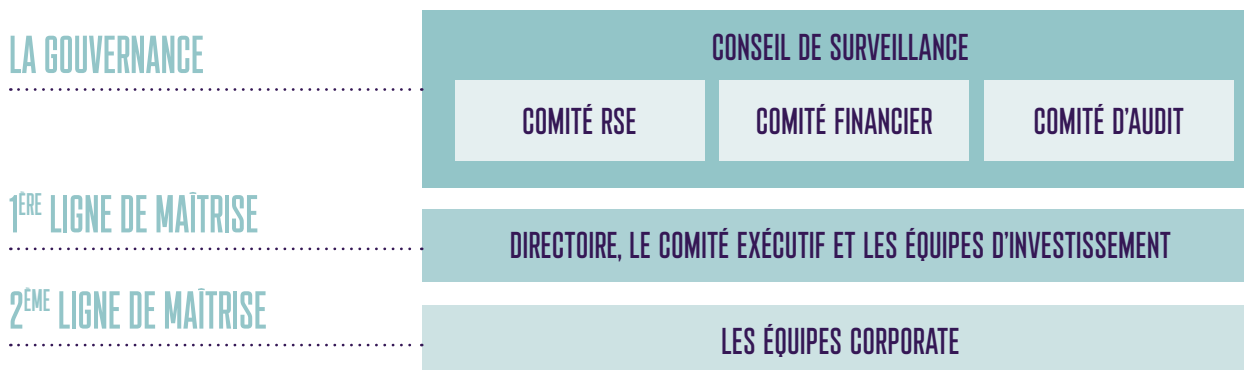 LA GOUVERNANCE
CONSEIL DE SURVEILLANCE
COMITÉ RSE
COMITÉ FINANCIER
COMITÉ D'AUDIT
1ÈRE LIGNE DE MAÎTRISE
DIRECTOIRE, LE COMITÉ EXÉCUTIF ET LES ÉQUIPES D'INVESTISSEMENT
2ÈME LIGNE DE MAÎTRISE
LES ÉQUIPES CORPORATE